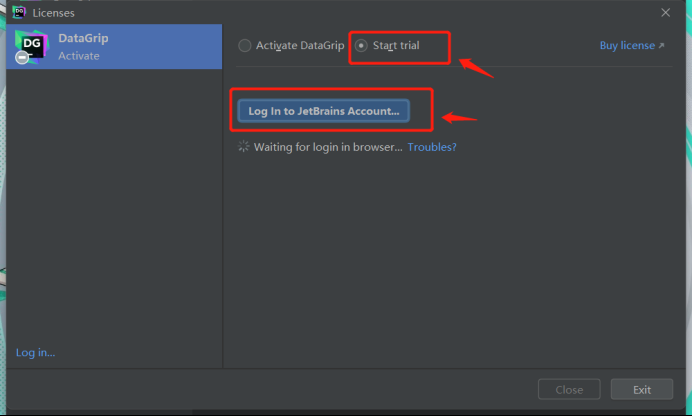 Licenses
DG
DataGrip
Activate
Activate DataGrip
Start trial
Buy license
Log In to JetBrains Account...
Waiting for login in browser... Troubles?
Log in...
Close
Exit